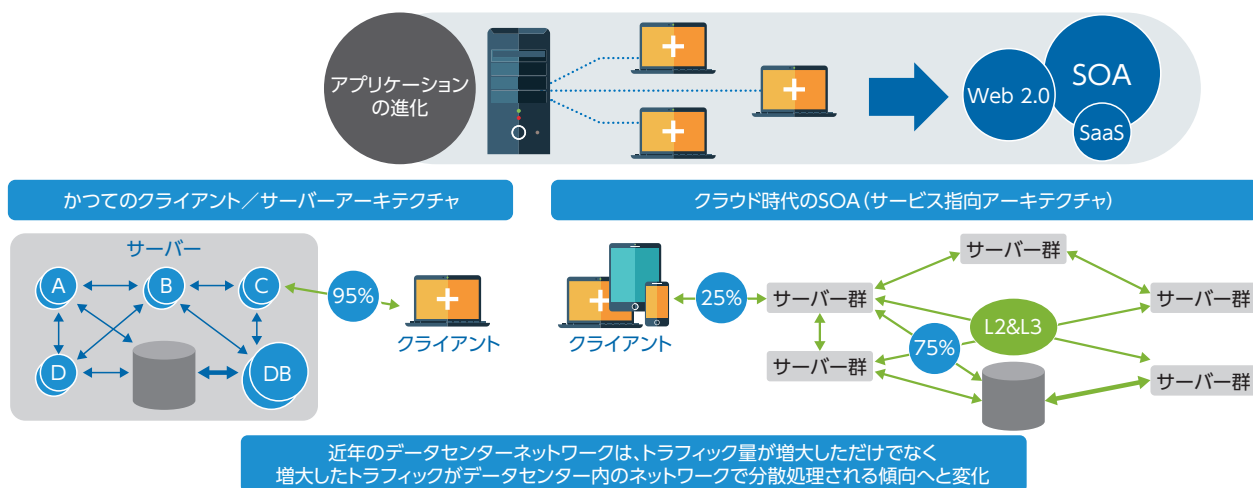 アプリケーション
の進化
Web 2.0
SOA
SaaS
かつてのクライアント／サーバーアーキテクチャ
サーバー
A
B
C
D
DB
95%
クライアント
クラウド時代のSOA（サービス指向アーキテクチャ）
クライアント
25%
サーバー群
サーバー群
サーバー群
サーバー群
サーバー群
L2&L3
75%
近年のデータセンターネットワークは、トラフィック量が増大しただけでなく
増大したトラフィックがデータセンター内のネットワークで分散処理される傾向へと変化